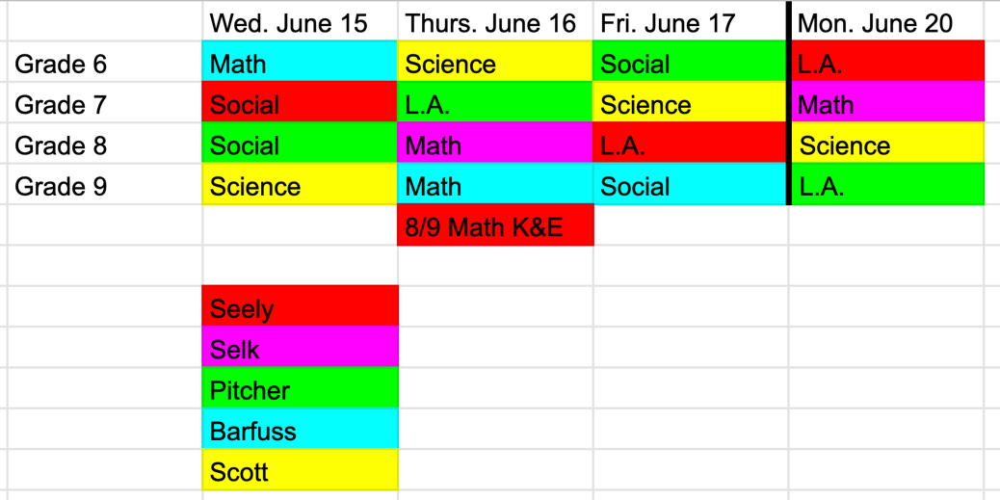 Wed. June 15 Thurs. June 16 Fri. June 17 Mon. June 20
Grade 6 Math Science Social L.A.
Grade 7 Social L.A. Science Math
Grade 8 Social Math L.A. Science
Grade 9 Science Math Social L.A.
8/9 Math K&E
Seely
Selk
Pitcher
Barfuss
Scott